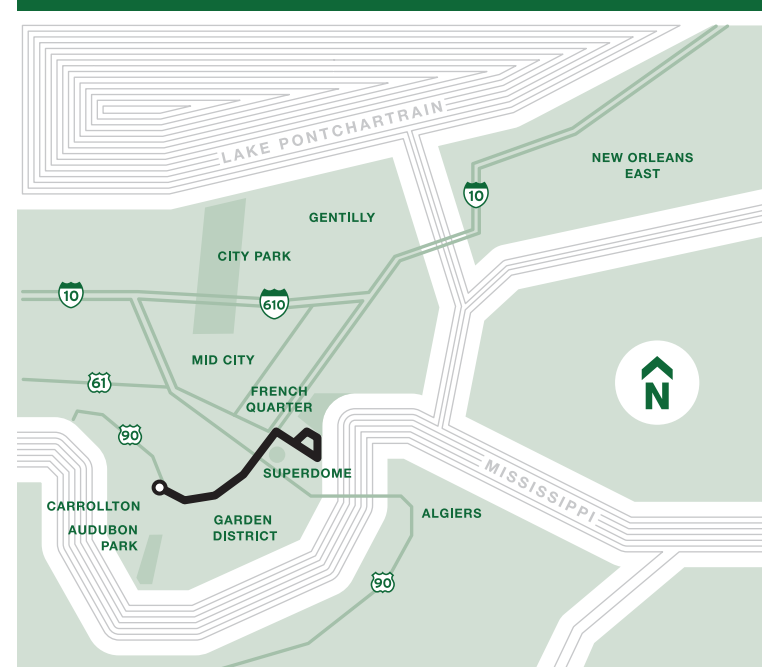 LAKE PONTCHARTRAIN
NEW ORLEANS
EAST
10
GENTILLY
CITY PARK
10
610
MID CITY
61
FRENCH
QUARTER
N
90
SUPERDOME
MISSISSIPPI
CARROLLTON
GARDEN
DISTRICT
ALGIERS
AUDUBON
PARK
90